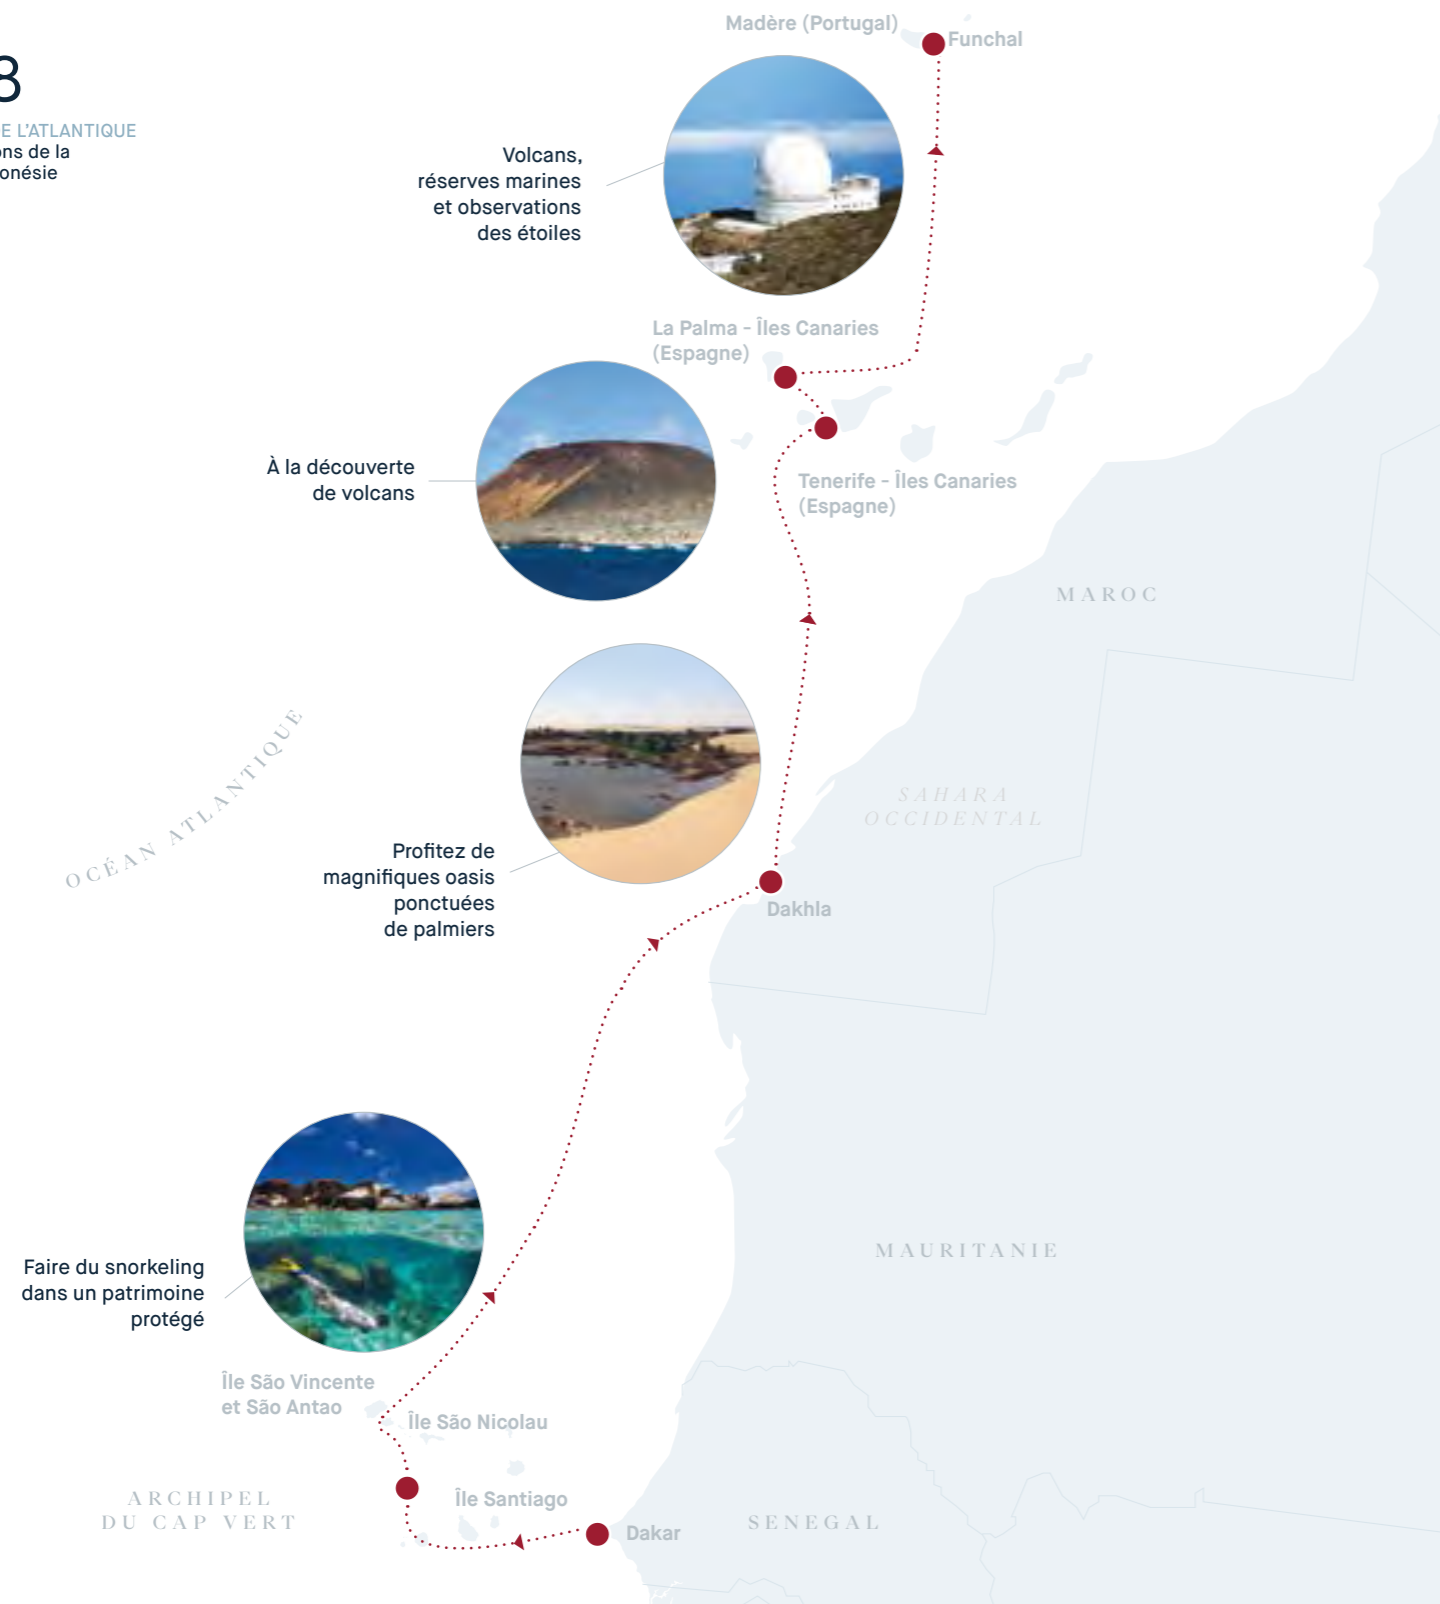 8
E L'ATLANTIQUE
ons de la
onésie
Madère (Portugal)
Funchal
Volcans,
réserves marines
et observations
des étoiles
La Palma - Îles Canaries
(Espagne)
À la découverte
de volcans
Tenerife - Îles Canaries
(Espagne)
MAROC
OCÉAN ATLANTIQUE
SAHARA
OCCIDENTAL
Profitez de
magnifiques oasis
ponctuées
de palmiers
Dakhla
MAURITANIE
Faire du snorkeling
dans un patrimoine
protégé
Île São Vincente
et São Antao
Île São Nicolau
ARCHIPEL
DU CAP VERT
Île Santiago
Dakar
SENEGAL